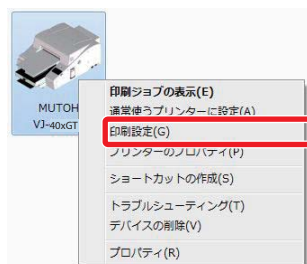 MUTOH
VJ-40xGT
印刷ジョブの表示(E)
通常使うプリンターに設定(A)
印刷設定(G)
プリンターのプロパティ(P)
ショートカットの作成(S)
トラブルシューティング(T)
デバイスの削除(V)
プロパティ(R)